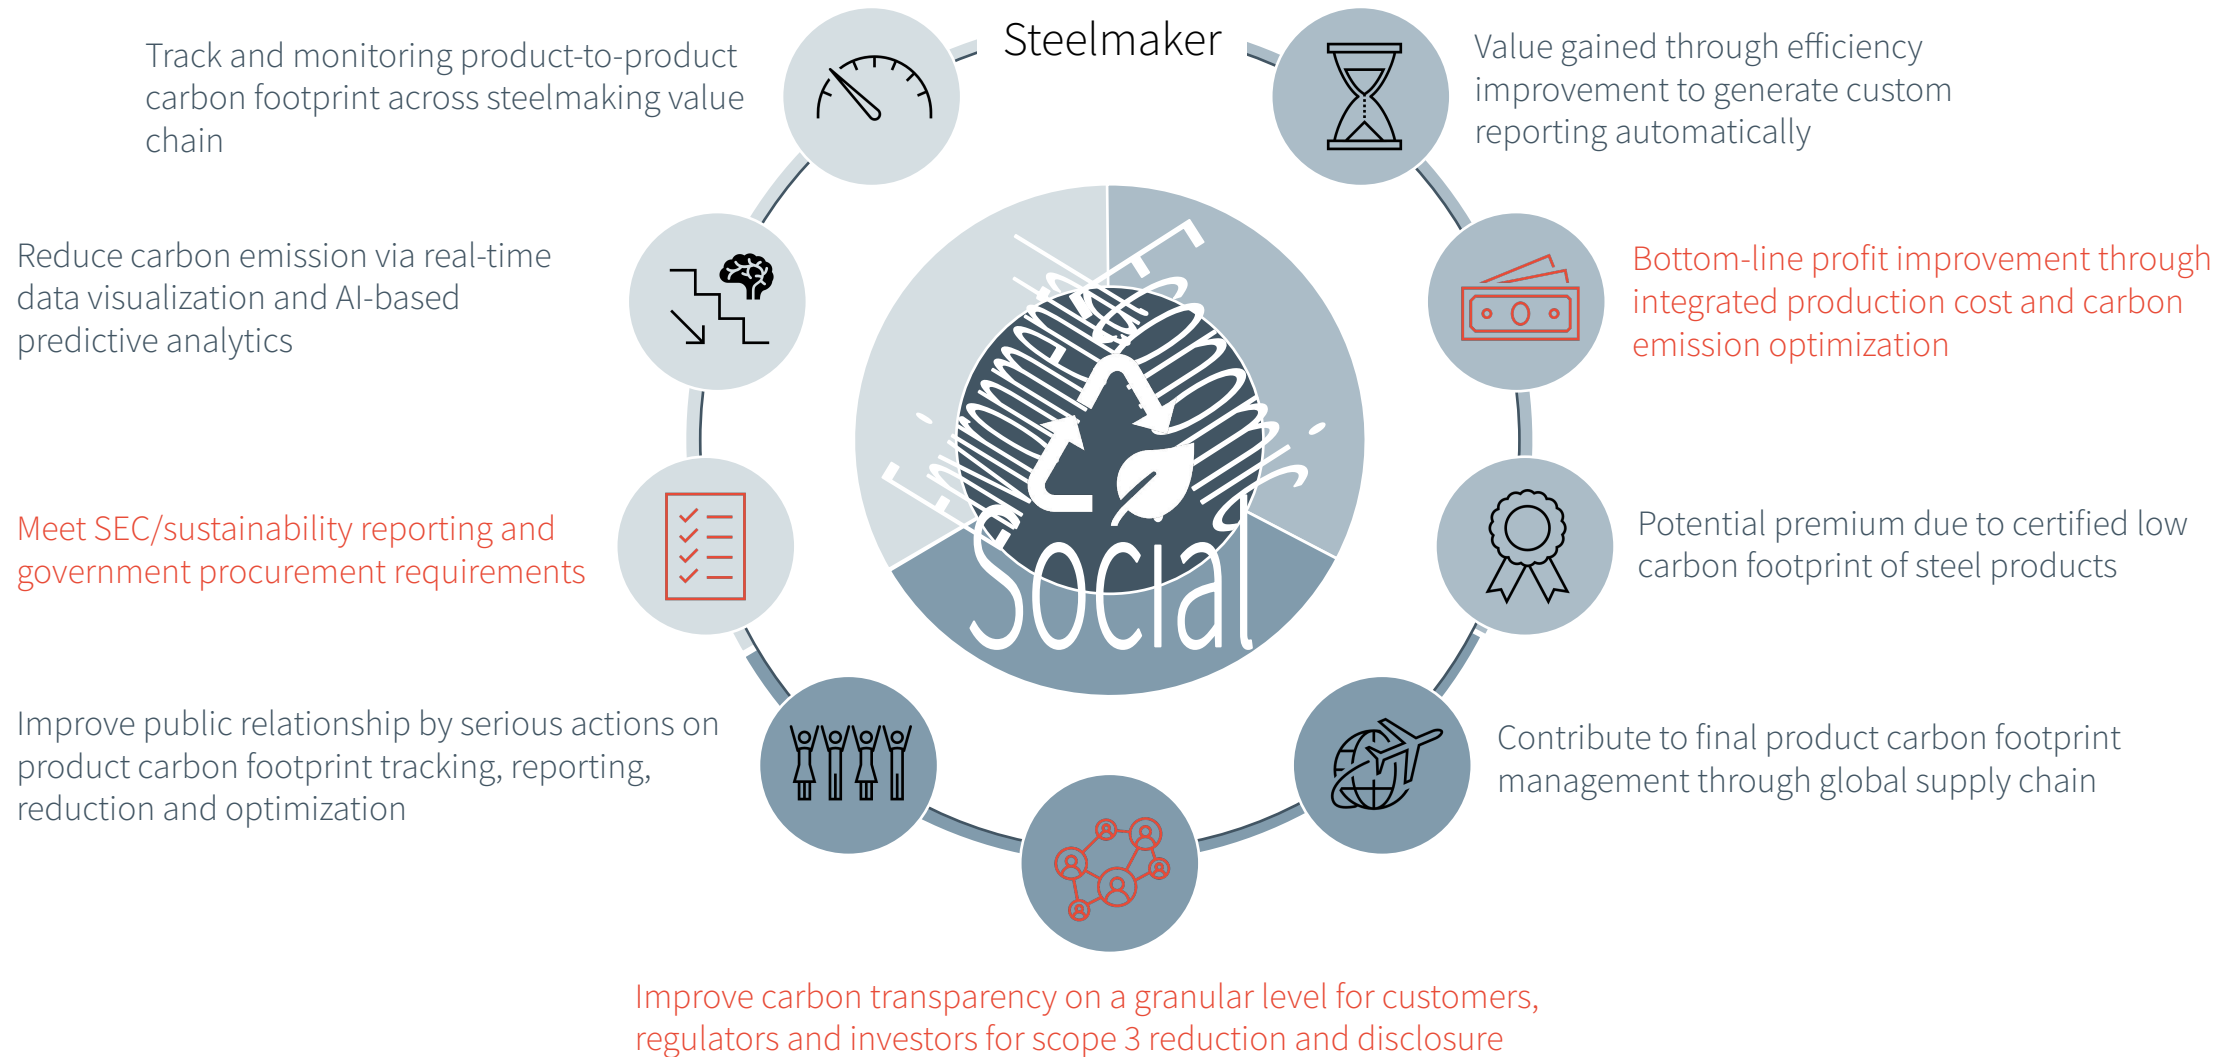 Steelmaker
Track and monitoring product-to-product
carbon footprint across steelmaking value
chain
Reduce carbon emission via real-time
data visualization and AI-based
predictive analytics
Meet SEC/sustainability reporting and
government procurement requirements
Improve public relationship by serious actions on
product carbon footprint tracking, reporting,
reduction and optimization
Value gained through efficiency
improvement to generate custom
reporting automatically
Bottom-line profit improvement through
integrated production cost and carbon
emission optimization
Potential premium due to certified low
carbon footprint of steel products
Contribute to final product carbon footprint
management through global supply chain
Improve carbon transparency on a granular level for customers,
regulators and investors for scope 3 reduction and disclosure
Social